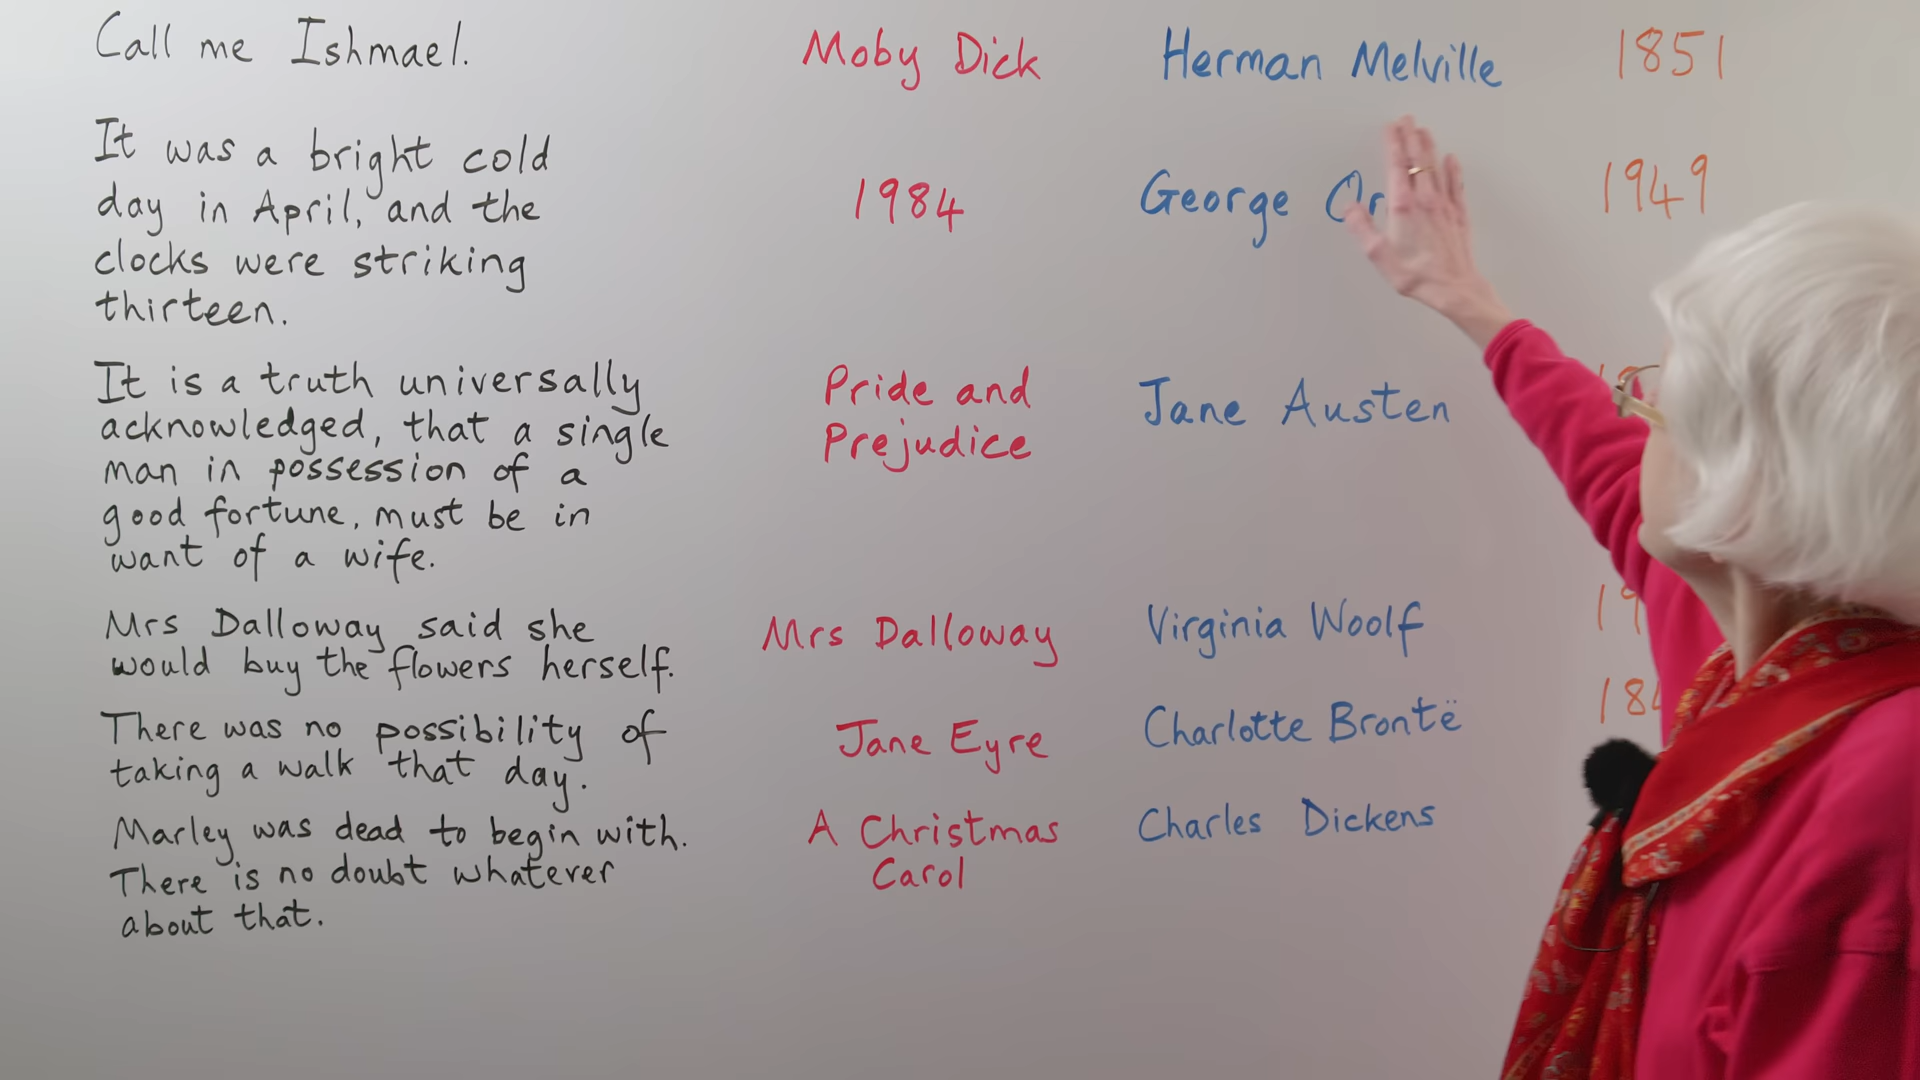 Call me Ishmael.
Moby Dick
Herman Melville
1851
It was a bright cold
day in April, and the
clocks were striking
thirteen.
1984
George
1949
It is a truth universally
acknowledged, that a single
man in possession of a
good fortune, must be in
want of a wife.
Pride and
Prejudice
Jane Austen
Mrs Dalloway said she
would buy the flowers herself.
Mrs Dalloway
Virginia Woolf
There was no possibility of
taking a walk that day.
Jane Eyre
Charlotte Brontë
Marley was dead to begin with.
There is no doubt whatever
about that.
A Christmas
Carol
Charles Dickens